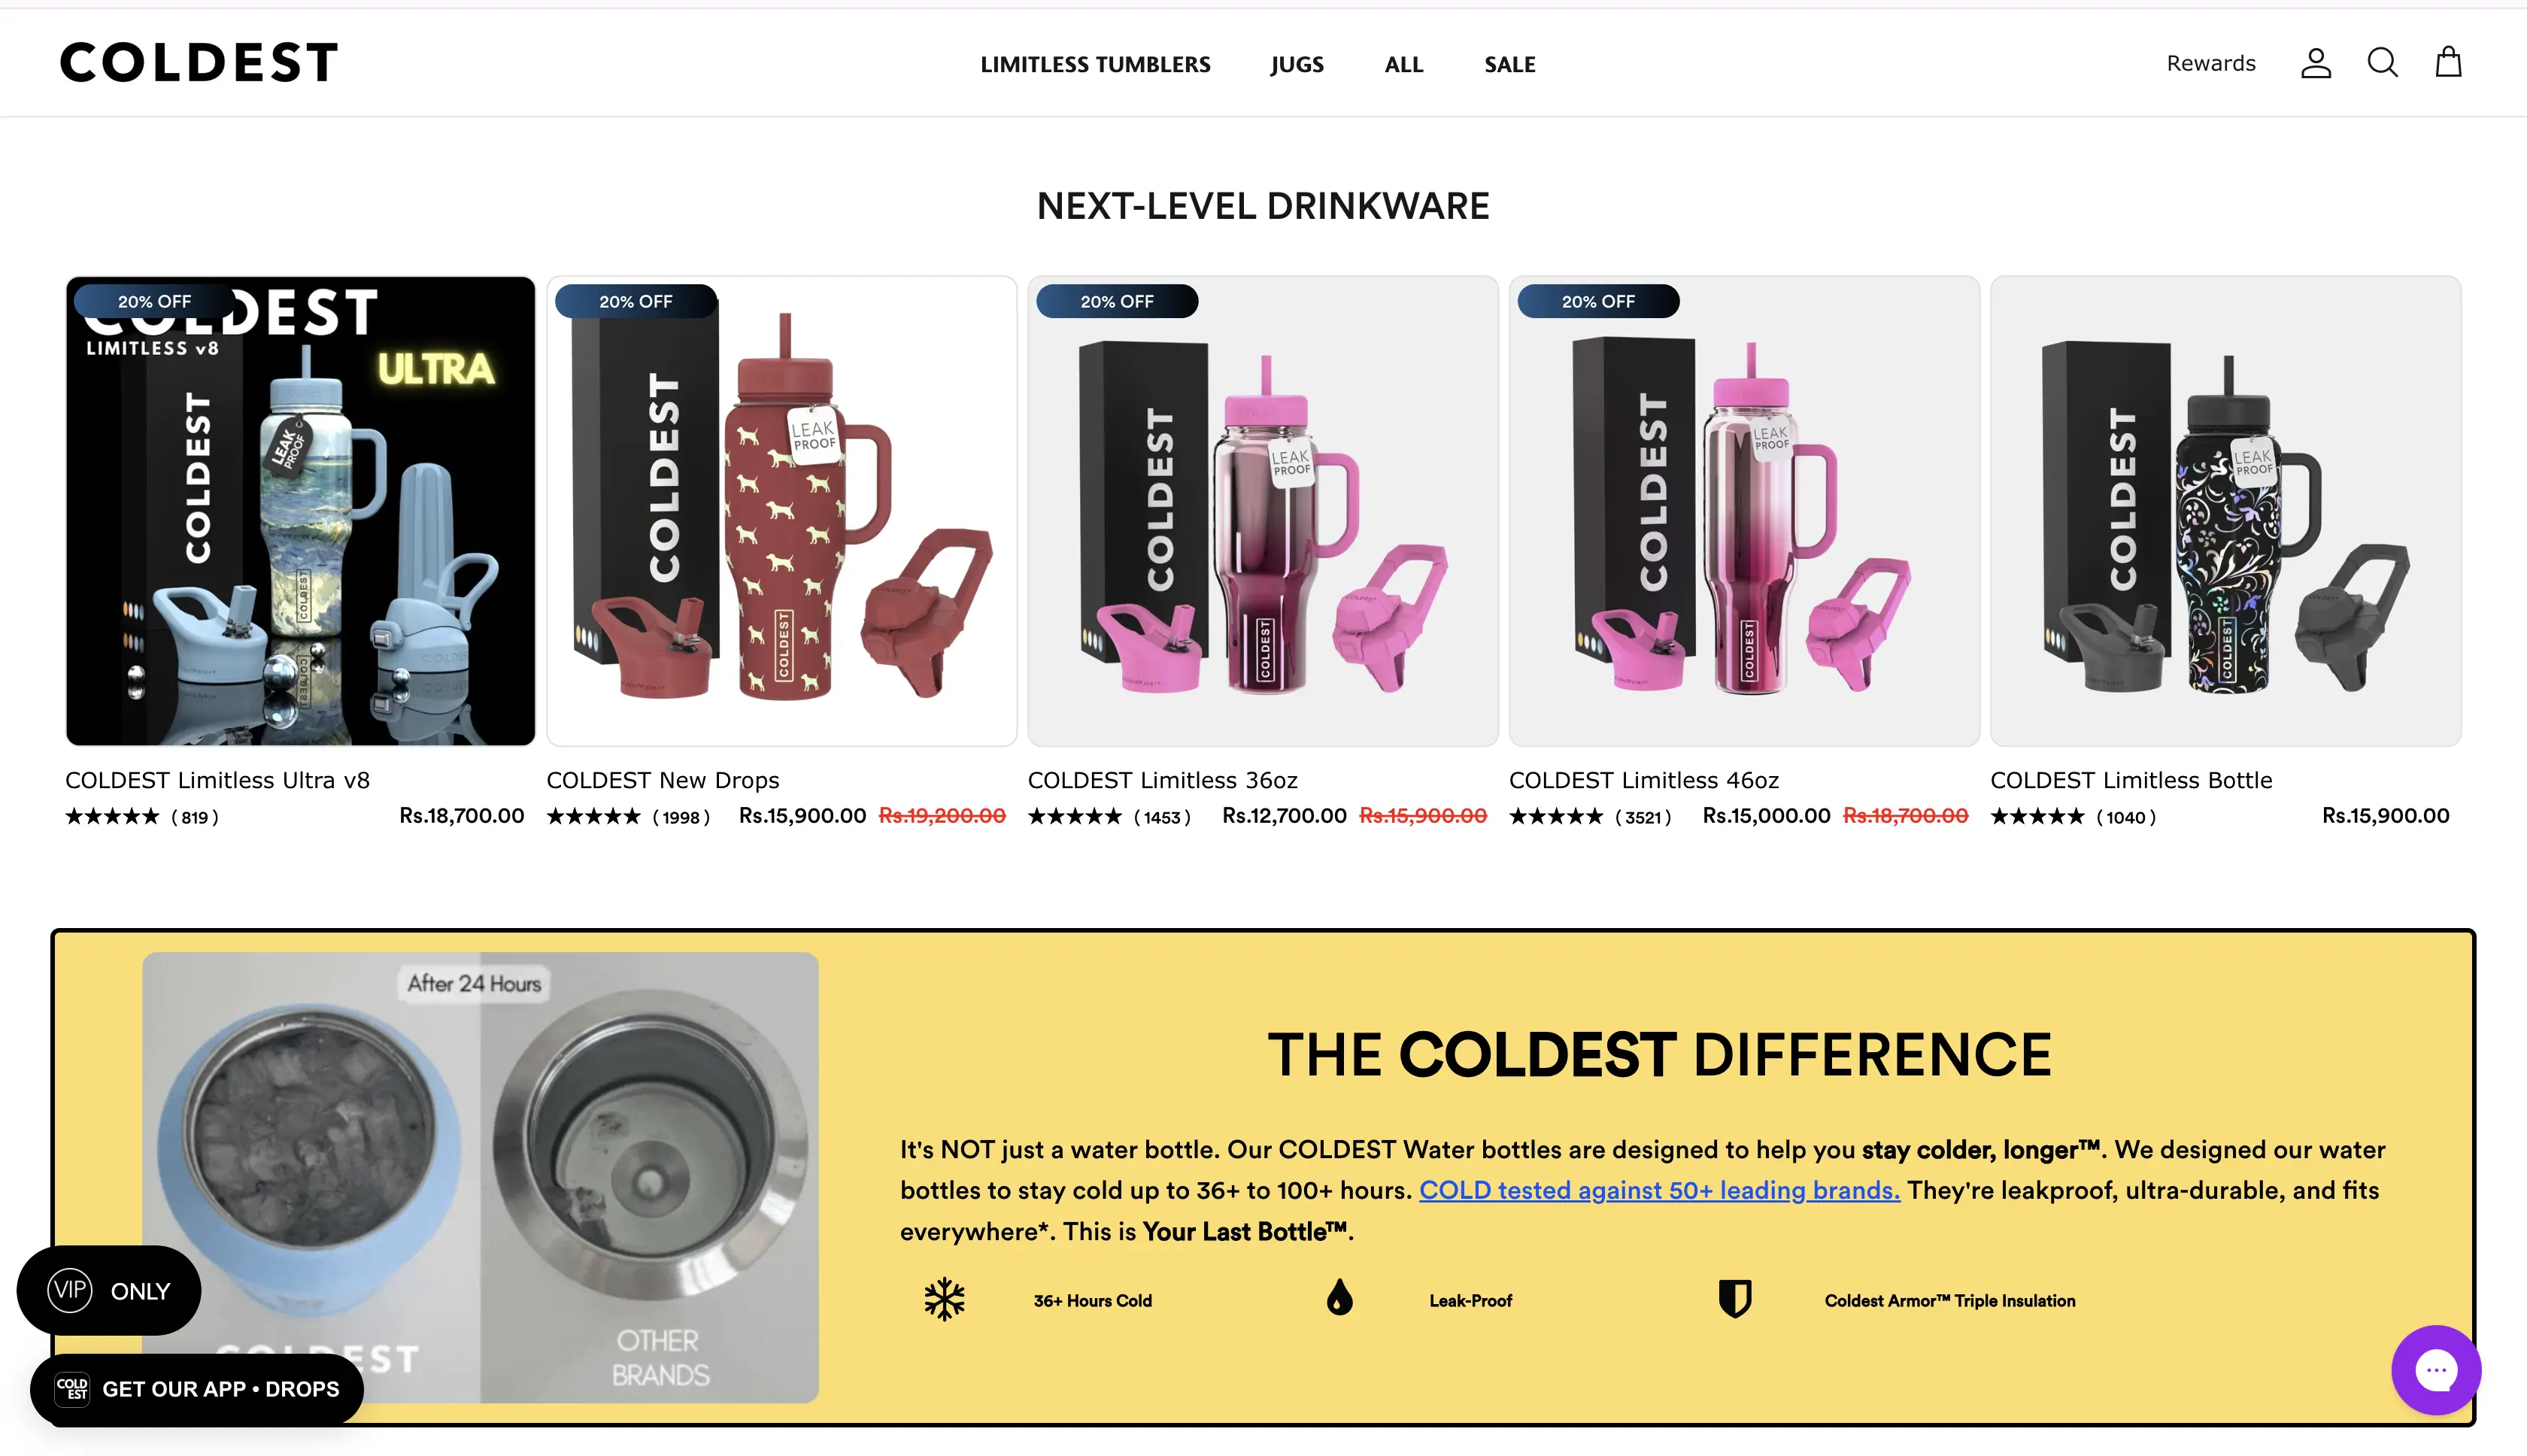 COLDEST
LIMITLESS TUMBLERS
JUGS
ALL
SALE
Rewards
NEXT-LEVEL DRINKWARE
20% OFF
COLDEST
LIMITLESS v8
ULTRA
COLDEST
LEAK
PROOF
COLDEST
20% OFF
COLDEST
LEAK
PROOF
COLDEST
20% OFF
COLDEST
LEAK
PROOF
COLDEST
20% OFF
COLDEST
LEAK
PROOF
COLDEST
COLDEST
LEAK
PROOF
COLDEST
COLDEST Limitless Ultra v8
★★★★★ (819) Rs.18,700.00
COLDEST New Drops
★★★★★ (1998) Rs.15,900.00 Rs.19,200.00
COLDEST Limitless 36oz
★★★★★ (1453) Rs.12,700.00 Rs.15,900.00
COLDEST Limitless 46oz
★★★★★ (3521) Rs.15,000.00 Rs.18,700.00
COLDEST Limitless Bottle
★★★★★ (1040) Rs.15,900.00
After 24 Hours
COLDEST
OTHER
BRANDS
THE COLDEST DIFFERENCE
It's NOT just a water bottle. Our COLDEST Water bottles are designed to help you stay colder, longer™. We designed our water
bottles to stay cold up to 36+ to 100+ hours. COLD tested against 50+ leading brands. They're leakproof, ultra-durable, and fits
everywhere*. This is Your Last Bottle™.
36+ Hours Cold
Leak-Proof
Coldest Armor™ Triple Insulation
VIP ONLY
COLD
EST
GET OUR APP • DROPS